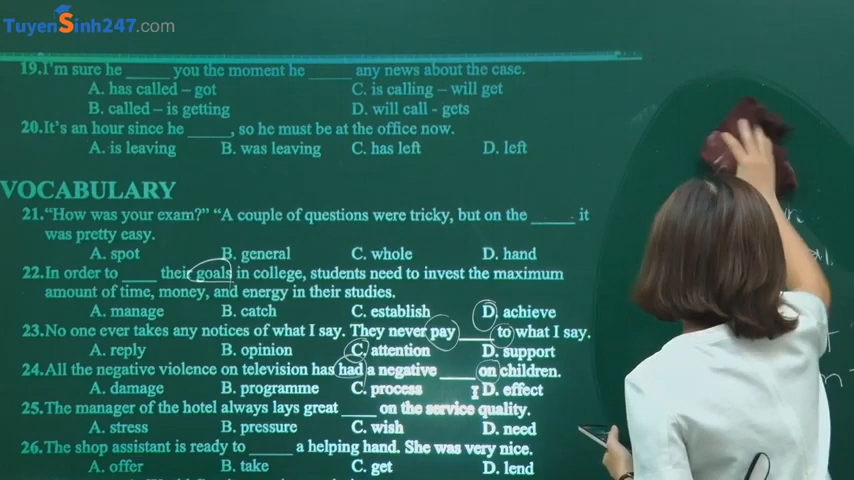 TuyenSinh247.com
19.I'm sure he _____ you the moment he _____ any news about the case.
A. has called – got C. is calling – will get
B. called – is getting D. will call - gets
20.It's an hour since he _____, so he must be at the office now.
A. is leaving B. was leaving C. has left D. left
VOCABULARY
21.“How was your exam?” “A couple of questions were tricky, but on the _____ it
was pretty easy.
A. spot B. general C. whole D. hand
22.In order to ____ their goals in college, students need to invest the maximum
amount of time, money, and energy in their studies.
A. manage B. catch C. establish D. achieve
23.No one ever takes any notices of what I say. They never pay ____ to what I say.
A. reply B. opinion C. attention D. support
24.All the negative violence on television has had a negative ____ on children.
A. damage B. programme C. process D. effect
25.The manager of the hotel always lays great ____ on the service quality.
A. stress B. pressure C. wish D. need
26.The shop assistant is ready to _____ a helping hand. She was very nice.
A. offer B. take C. get D. lend